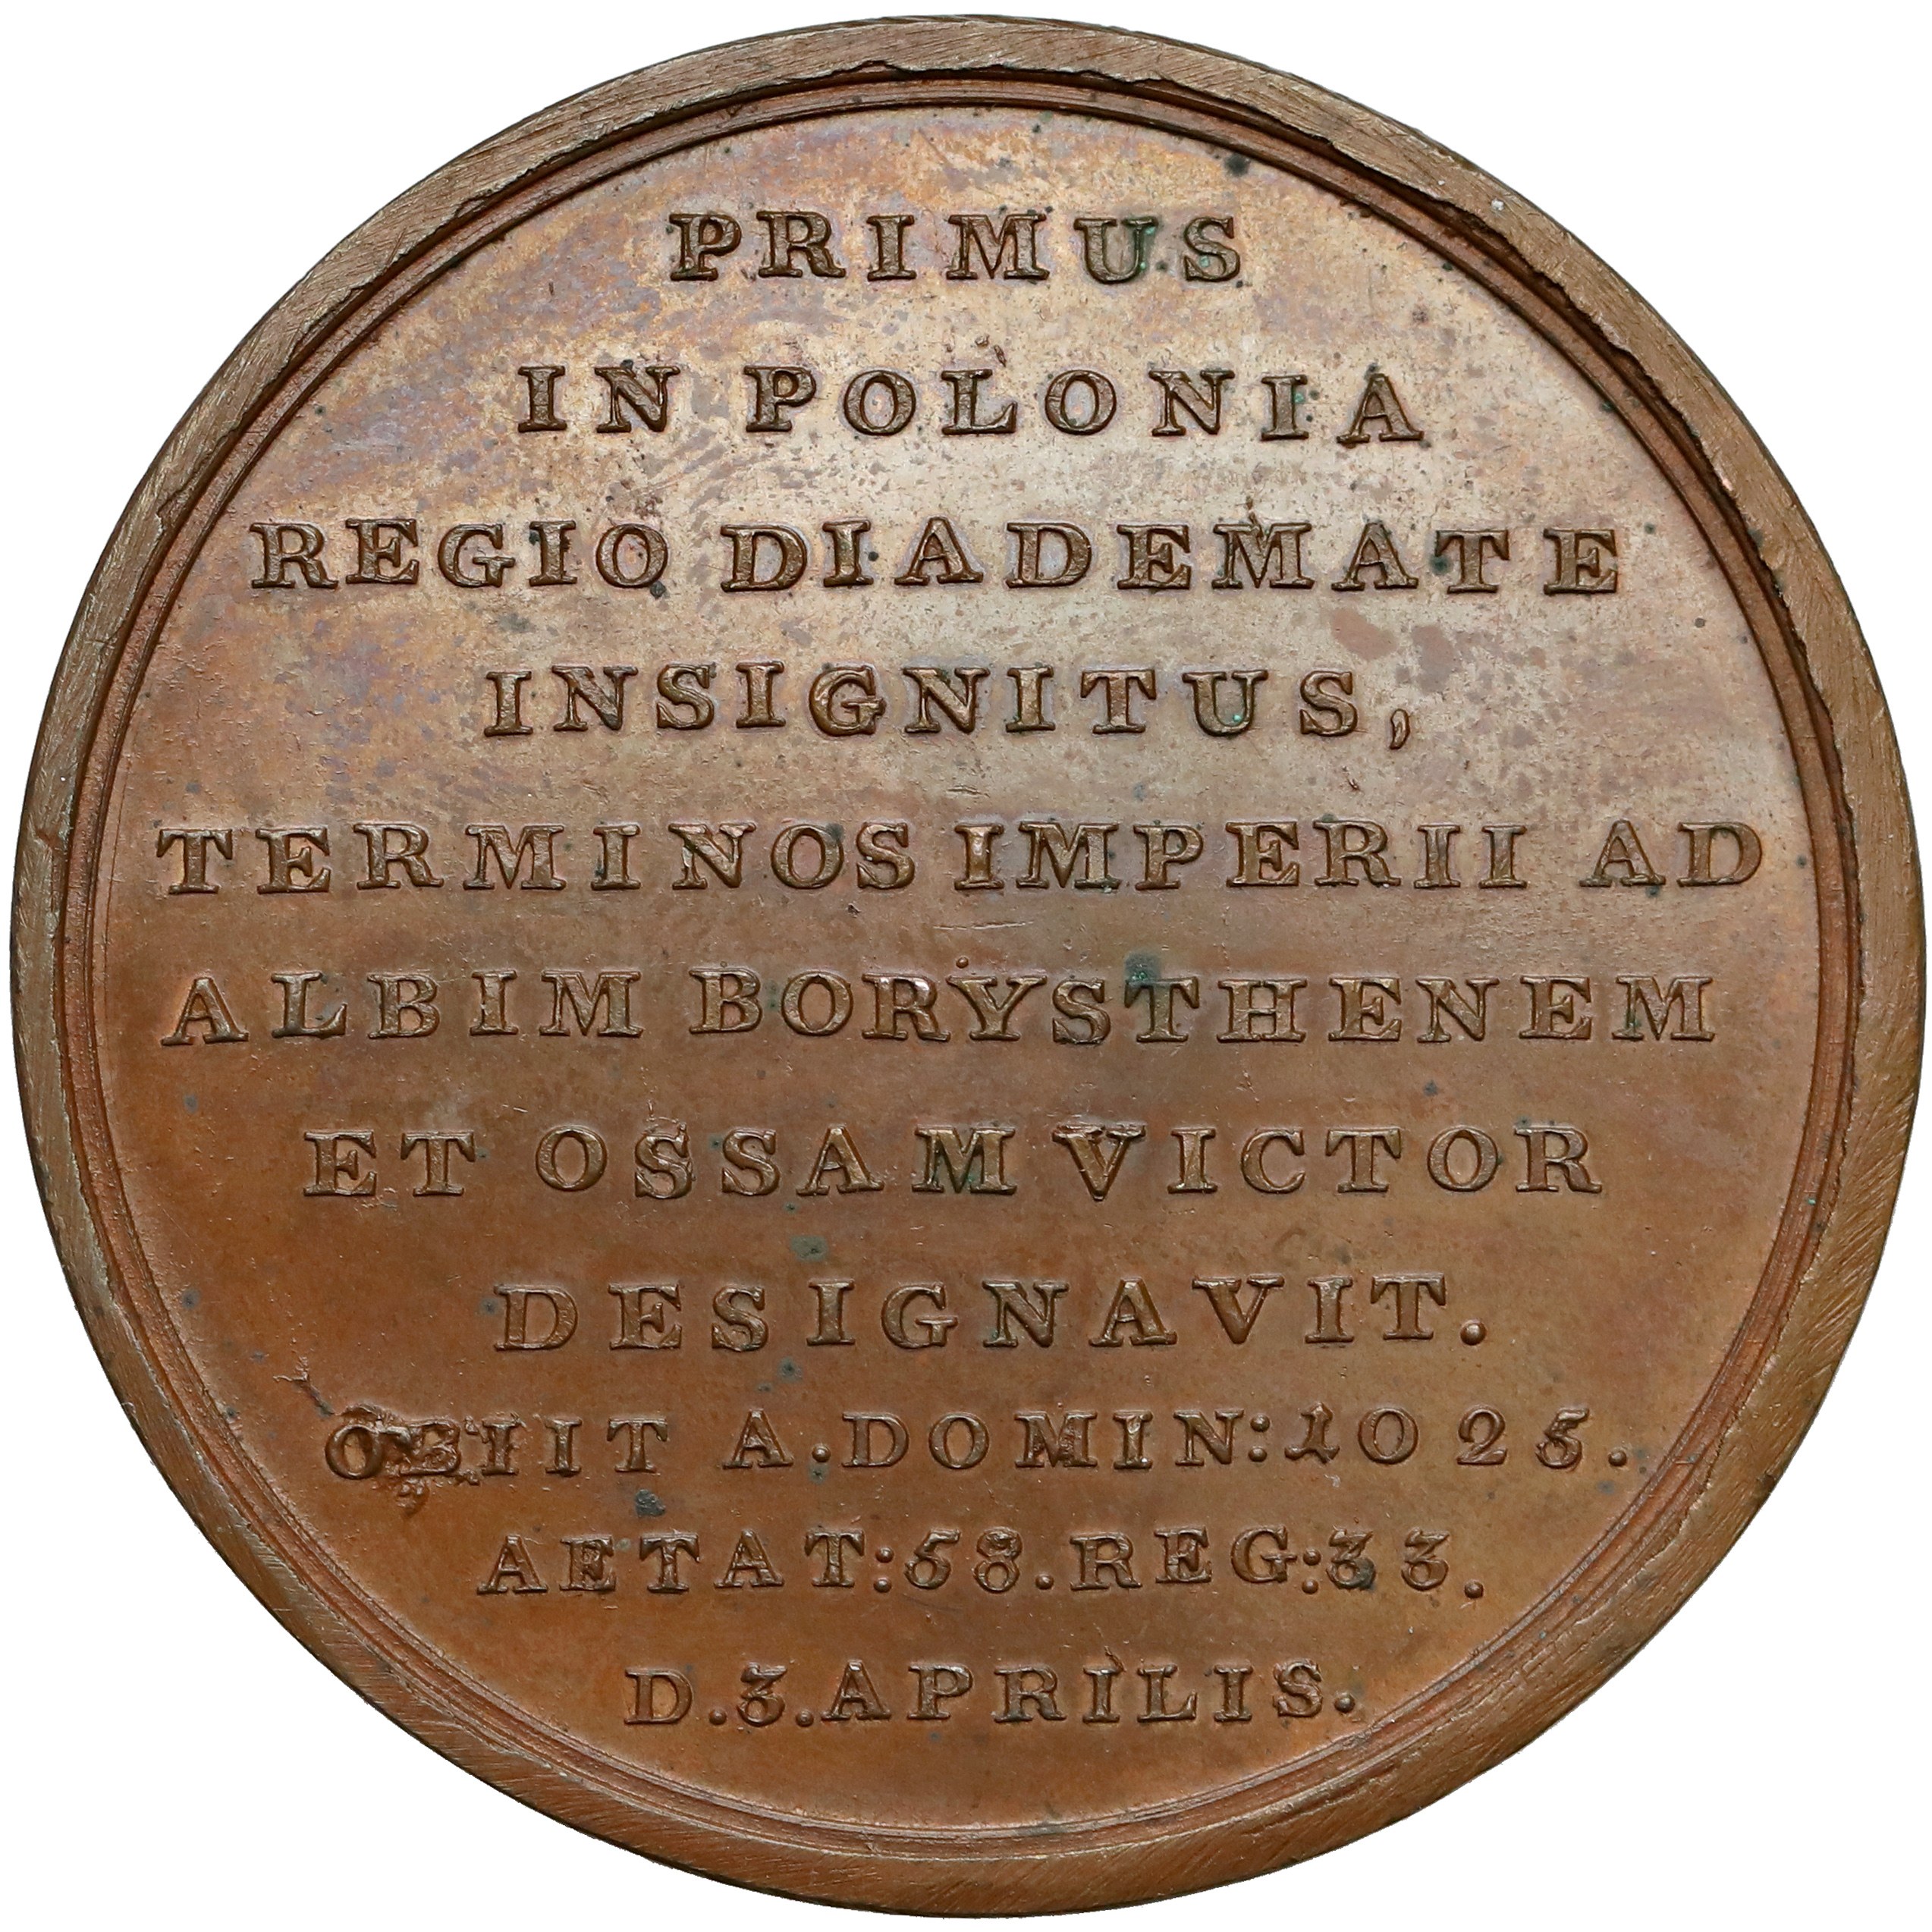 PRIMUS
IN POLONIA
REGIO DIADEMATE
INSIGNITUS,
TERMINOS IMPERII AD
ALBIM BORYSTHENEM
ET OSSAM VICTOR
DESIGNAVIT.
OBIIT A.DOMIN:1025.
AETAT:58.REG:33.
D.3.APRILIS.